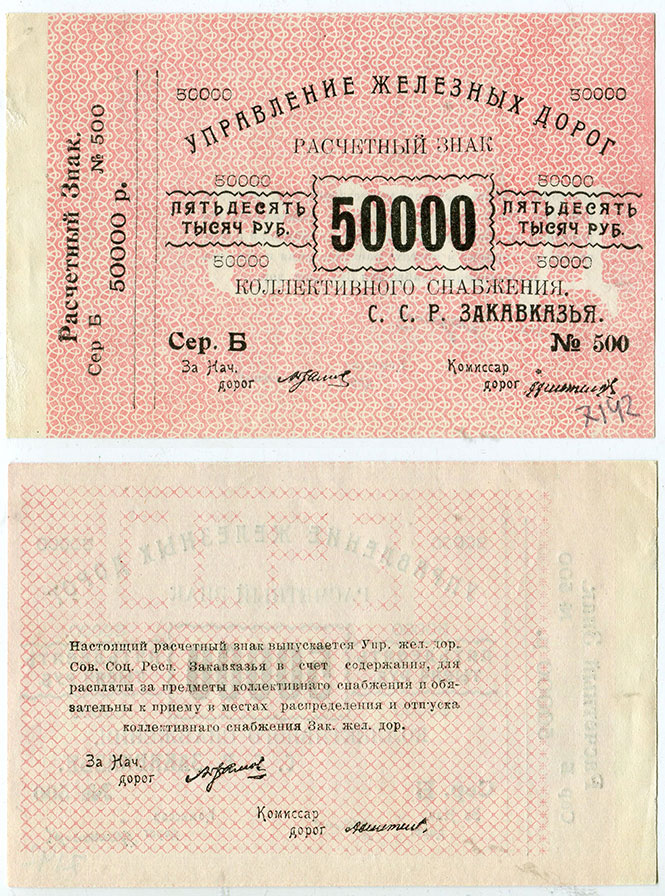 Расчетный Знак.
Сер Б № 500
50000 р.
50000 50000
УПРАВЛЕНИЕ ЖЕЛЕЗНЫХ ДОРОГ
РАСЧЕТНЫЙ ЗНАК
50000 50000
ПЯТЬДЕСЯТЬ ТЫСЯЧ РУБ.
50000
ПЯТЬДЕСЯТЬ ТЫСЯЧ РУБ.
50000 50000
КОЛЛЕКТИВНОГО СНАБЖЕНИЯ.
С. С. Р. ЗАКАВКАЗЬЯ.
Сер. Б № 500
За Нач. дорог
Комиссар дорог
7142
Настоящий расчетный знак выпускается Упр. жел. дор.
Сов. Соц. Респ. Закавказья в счет содержания, для
расплаты за предметы коллективнаго снабжения и обя-
зательны к приему в местах распределения и отпуска
коллективнаго снабжения Зак. жел. дор.
За Нач. дорог
Комиссар дорог